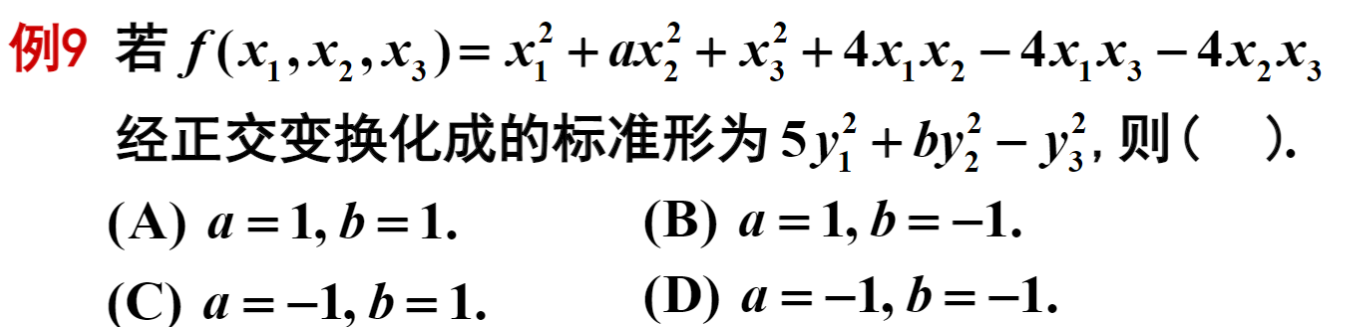 例9 若 f(x₁,x₂,x₃)= x₁² + ax₂² + x₃² + 4x₁x₂ − 4x₁x₃ − 4x₂x₃
经正交变换化成的标准形为 5y₁² + by₂² − y₃², 则 ( ).
(A) a = 1, b = 1. (B) a = 1, b = −1.
(C) a = −1, b = 1. (D) a = −1, b = −1.